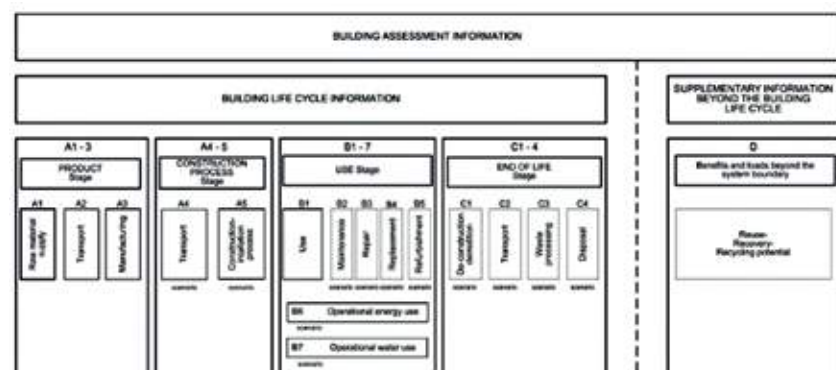 BUILDING ASSESSMENT INFORMATION
BUILDING LIFE CYCLE INFORMATION
SUPPLEMENTARY INFORMATION
BEYOND THE BUILDING
LIFE CYCLE
A1 - 3
PRODUCT
Stage
A1
A2
A3
Raw material
supply
Transport
Manufacturing
A4 - 5
CONSTRUCTION
PROCESS
Stage
A4
A5
Transport
Construction-
installation
process
scenario
scenario
B1 - 7
USE Stage
B1
B2
B3
B4
B5
Use
Maintenance
Repair
Replacement
Refurbishment
scenario
scenario
scenario
scenario
B6 Operational energy use
scenario
B7 Operational water use
scenario
C1 - 4
END OF LIFE
Stage
C1
C2
C3
C4
De-construction
demolition
Transport
Waste
processing
Disposal
scenario
scenario
scenario
scenario
D
Benefits and loads beyond the
system boundary
Reuse-
Recovery-
Recycling potential